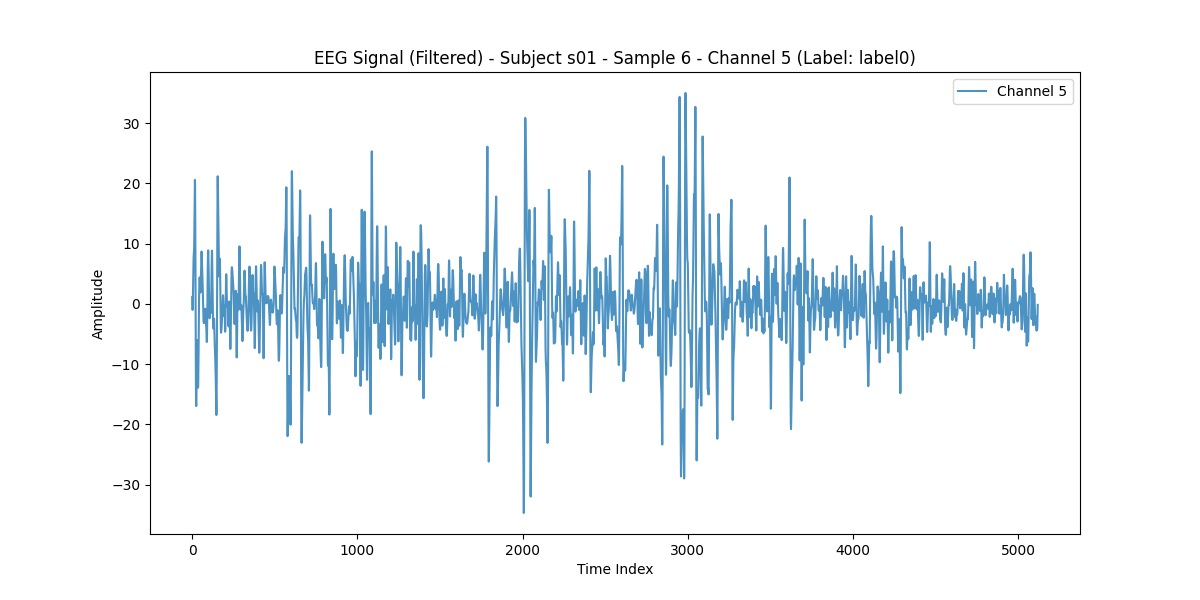 EEG Signal (Filtered) - Subject s01 - Sample 6 - Channel 5 (Label: label0)
Channel 5
30
20
10
0
−10
−20
−30
Amplitude
0 1000 2000 3000 4000 5000
Time Index